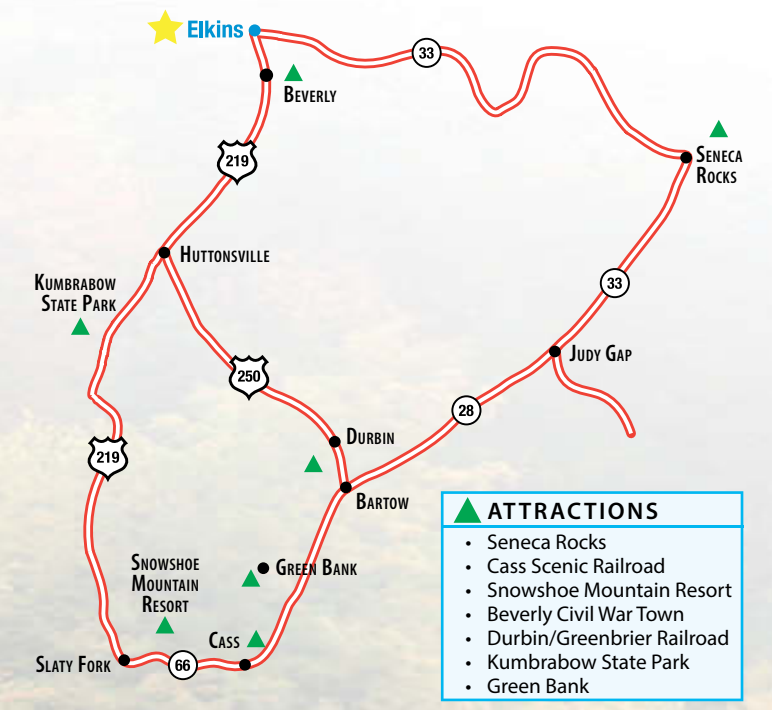 Elkins
33
BEVERLY
SENECA
ROCKS
219
HUTTONSVILLE
KUMBRABOW
STATE PARK
33
JUDY GAP
250
28
DURBIN
219
BARTOW
ATTRACTIONS
• Seneca Rocks
• Cass Scenic Railroad
• Snowshoe Mountain Resort
• Beverly Civil War Town
• Durbin/Greenbrier Railroad
• Kumbrabow State Park
• Green Bank
GREEN BANK
SNOWSHOE
MOUNTAIN
RESORT
CASS
SLATY FORK
66